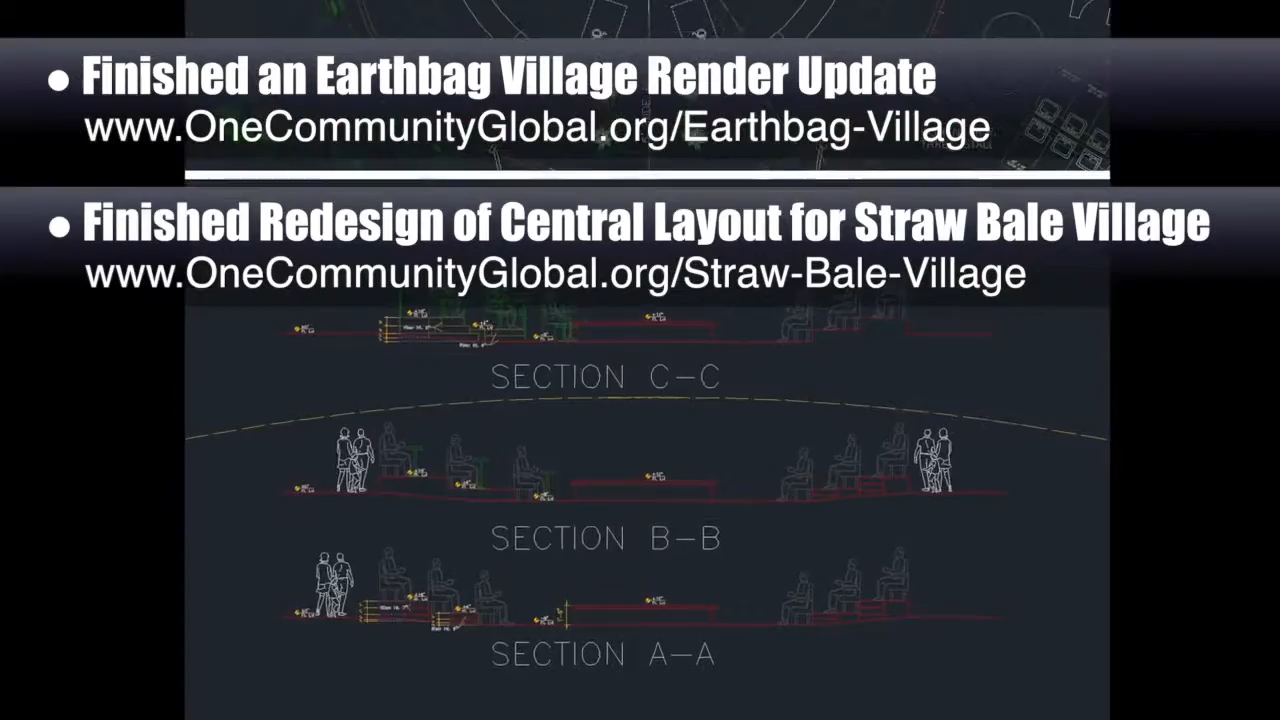 • Finished an Earthbag Village Render Update
www.OneCommunityGlobal.org/Earthbag-Village
• Finished Redesign of Central Layout for Straw Bale Village
www.OneCommunityGlobal.org/Straw-Bale-Village
SECTION C-C
SECTION B-B
SECTION A-A